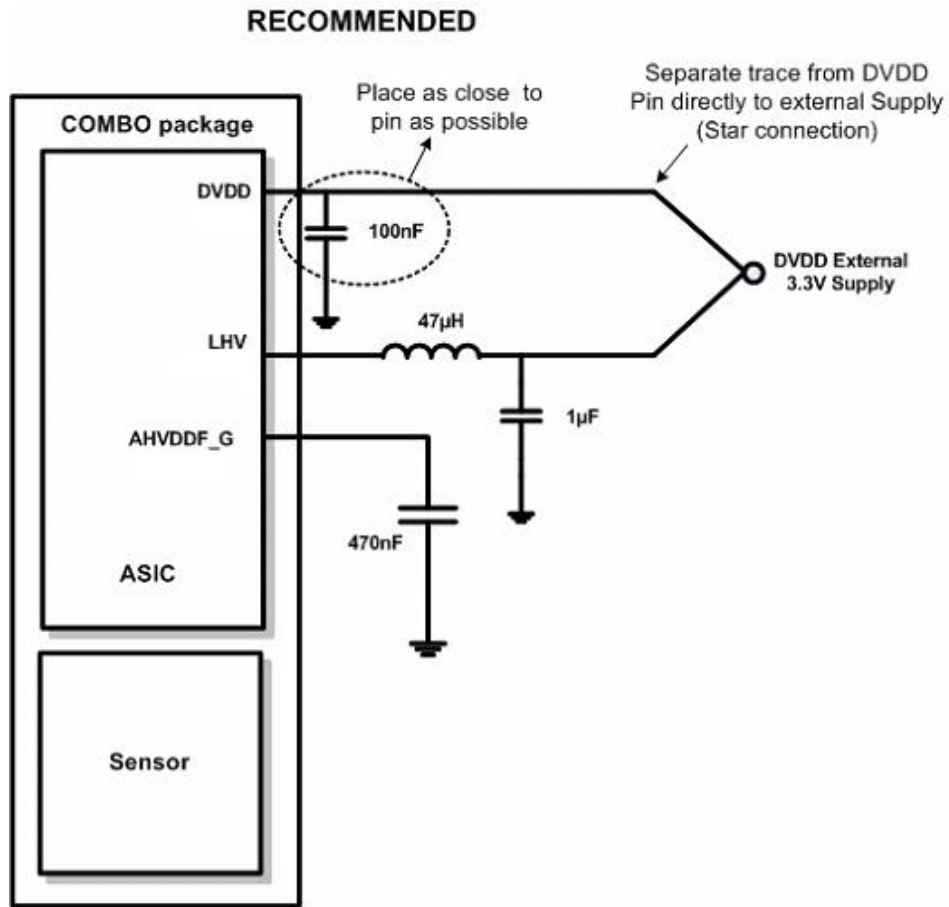 RECOMMENDED
Place as close to
pin as possible
Separate trace from DVDD
Pin directly to external Supply
(Star connection)
COMBO package
DVDD
100nF
DVDD External
3.3V Supply
47µH
LHV
1µF
AHVDDF_G
470nF
ASIC
Sensor